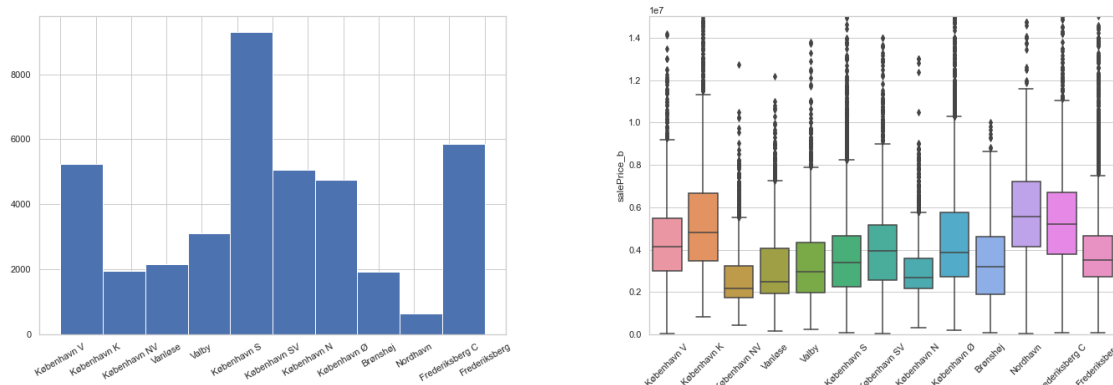 8000
6000
4000
2000
0
København V
København K
København NV
Vanløse
Valby
København S
København SV
København N
København Ø
Brønshøj
Nordhavn
Frederiksberg C
Frederiksberg
1e7
1.4
1.2
1.0
0.8
0.6
0.4
0.2
0.0
salePrice_b
København V
København K
København NV
Vanløse
Valby
København S
København SV
København N
København Ø
Brønshøj
Nordhavn
Frederiksberg C
Frederiksberg